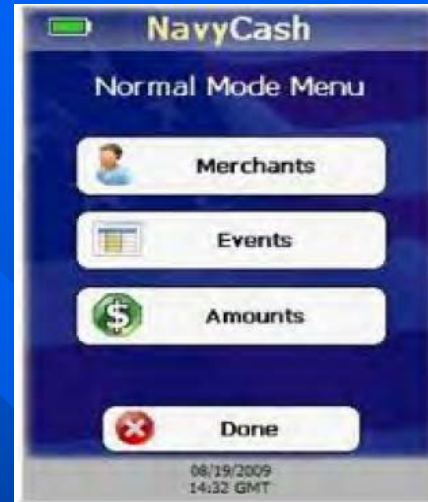 NavyCash
Normal Mode Menu
Merchants
Events
Amounts
Done
08/19/2009
14:32 GMT